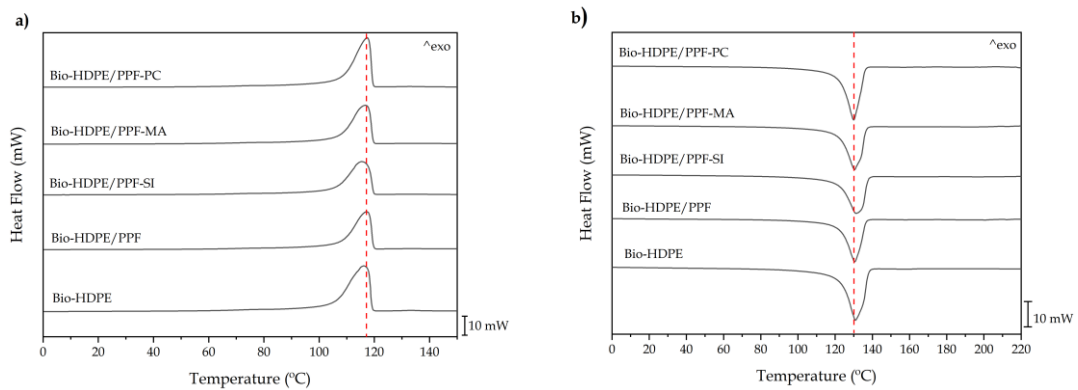 a)
^exo
Bio-HDPE/PPF-PC
Bio-HDPE/PPF-MA
Bio-HDPE/PPF-SI
Bio-HDPE/PPF
Bio-HDPE
10 mW
Heat Flow (mW)
0 20 40 60 80 100 120 140
Temperature (ºC)
b)
^exo
Bio-HDPE/PPF-PC
Bio-HDPE/PPF-MA
Bio-HDPE/PPF-SI
Bio-HDPE/PPF
Bio-HDPE
10 mW
Heat Flow (mW)
0 20 40 60 80 100 120 140 160 180 200 220
Temperature (ºC)